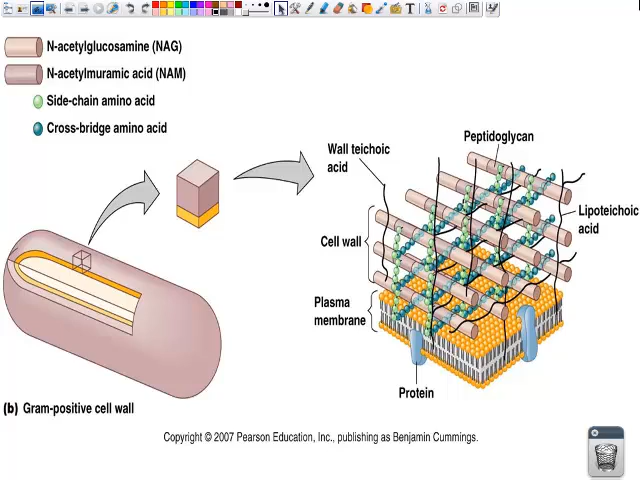 N-acetylglucosamine (NAG)
N-acetylmuramic acid (NAM)
Side-chain amino acid
Cross-bridge amino acid
Peptidoglycan
Wall teichoic
acid
Lipoteichoic
acid
Cell wall
Plasma
membrane
Protein
(b) Gram-positive cell wall
Copyright © 2007 Pearson Education, Inc., publishing as Benjamin Cummings.